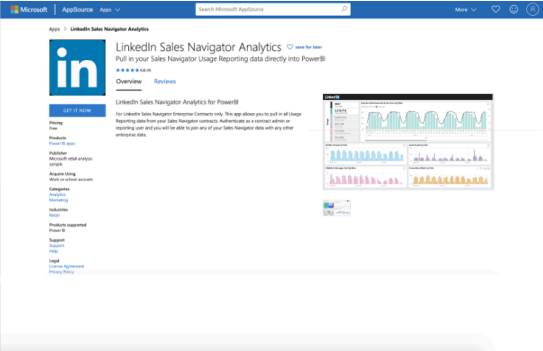 Microsoft AppSource Apps Search Microsoft AppSource More
Apps > LinkedIn Sales Navigator Analytics
in
LinkedIn Sales Navigator Analytics Save for later
Pull in your Sales Navigator Usage Reporting data directly into PowerBI
Overview Reviews
GET IT NOW
LinkedIn Sales Navigator Analytics for PowerBI
For LinkedIn Sales Navigator Enterprise Contracts only. This app allows you to pull in all Usage
Reporting data from your Sales Navigator contracts. Authenticate as a contract admin or
reporting user and you will be able to join any of your Sales Navigator data with any other
enterprise data.
Pricing
Free
Products
Power BI apps
Publisher
Microsoft retail analysis
sample
Acquire Using
Work or school account
Categories
Analytics
Marketing
Industries
Retail
Products supported
Power BI
Support
Support
Help
Legal
License Agreement
Privacy Policy